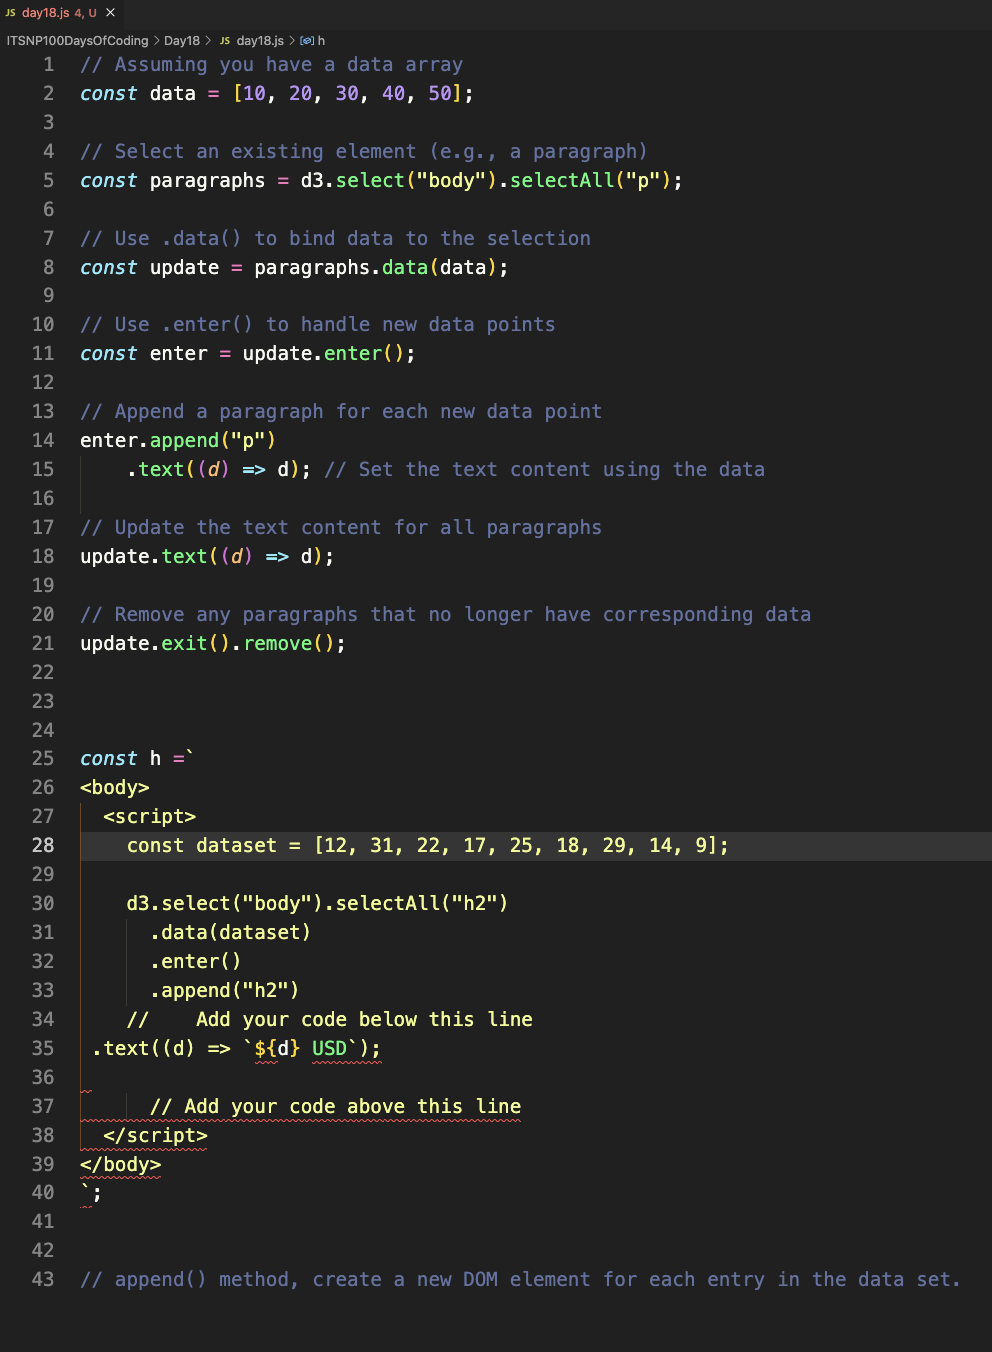 JS day18.js 4, U ×
ITSNP100DaysOfCoding > Day18 > JS day18.js > h
1 // Assuming you have a data array
2 const data = [10, 20, 30, 40, 50];
3
4 // Select an existing element (e.g., a paragraph)
5 const paragraphs = d3.select("body").selectAll("p");
6
7 // Use .data() to bind data to the selection
8 const update = paragraphs.data(data);
9
10 // Use .enter() to handle new data points
11 const enter = update.enter();
12
13 // Append a paragraph for each new data point
14 enter.append("p")
15     .text((d) => d); // Set the text content using the data
16
17 // Update the text content for all paragraphs
18 update.text((d) => d);
19
20 // Remove any paragraphs that no longer have corresponding data
21 update.exit().remove();
22
23
24
25 const h =`
26 <body>
27   <script>
28     const dataset = [12, 31, 22, 17, 25, 18, 29, 14, 9];
29
30     d3.select("body").selectAll("h2")
31       .data(dataset)
32       .enter()
33       .append("h2")
34     //    Add your code below this line
35  .text((d) => `${d} USD`);
36
37       // Add your code above this line
38   </script>
39 </body>
40 `;
41
42
43 // append() method, create a new DOM element for each entry in the data set.